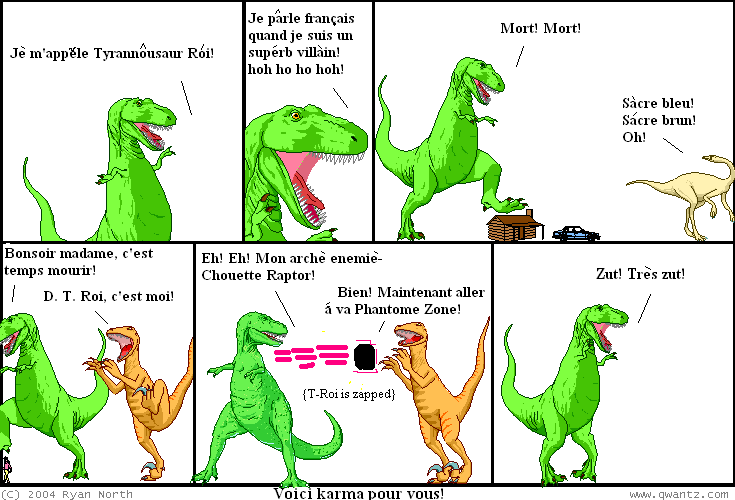 Jè m'appèle Tyrannôusaur Rói!
Je pârle français
quand je suis un
supérb villàin!
hoh ho ho hoh!
Mort! Mort!
Sàcre bleu!
Sácre brun!
Oh!
Bonsoir madame, c'est
temps mourir!
D. T. Roi, c'est moi!
Eh! Eh! Mon archè enemiè-
Chouette Raptor!
Bien! Maintenant aller
á va Phantome Zone!
{T-Roi is zapped}
Zut! Très zut!
Voici karma pour vous!
(C) 2004 Ryan North
www.qwantz.com